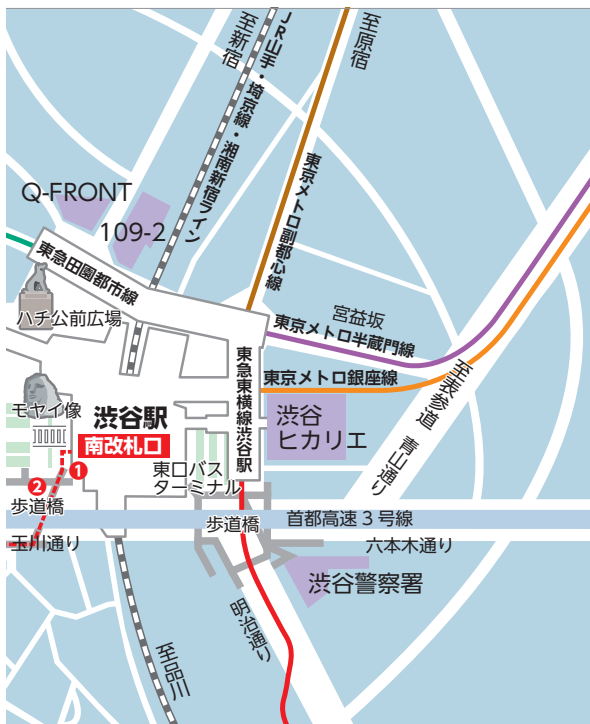 至新宿
JR山手・埼京線・湘南新宿ライン
至原宿
Q-FRONT
109-2
東急田園都市線
東京メトロ副都心線
ハチ公前広場
宮益坂
東京メトロ半蔵門線
東急東横線渋谷駅
東京メトロ銀座線
至表参道
青山通り
モヤイ像
渋谷駅
南改札口
渋谷
ヒカリエ
1
2
東口バス
ターミナル
歩道橋
歩道橋
首都高速3号線
玉川通り
六本木通り
渋谷警察署
明治通り
至品川